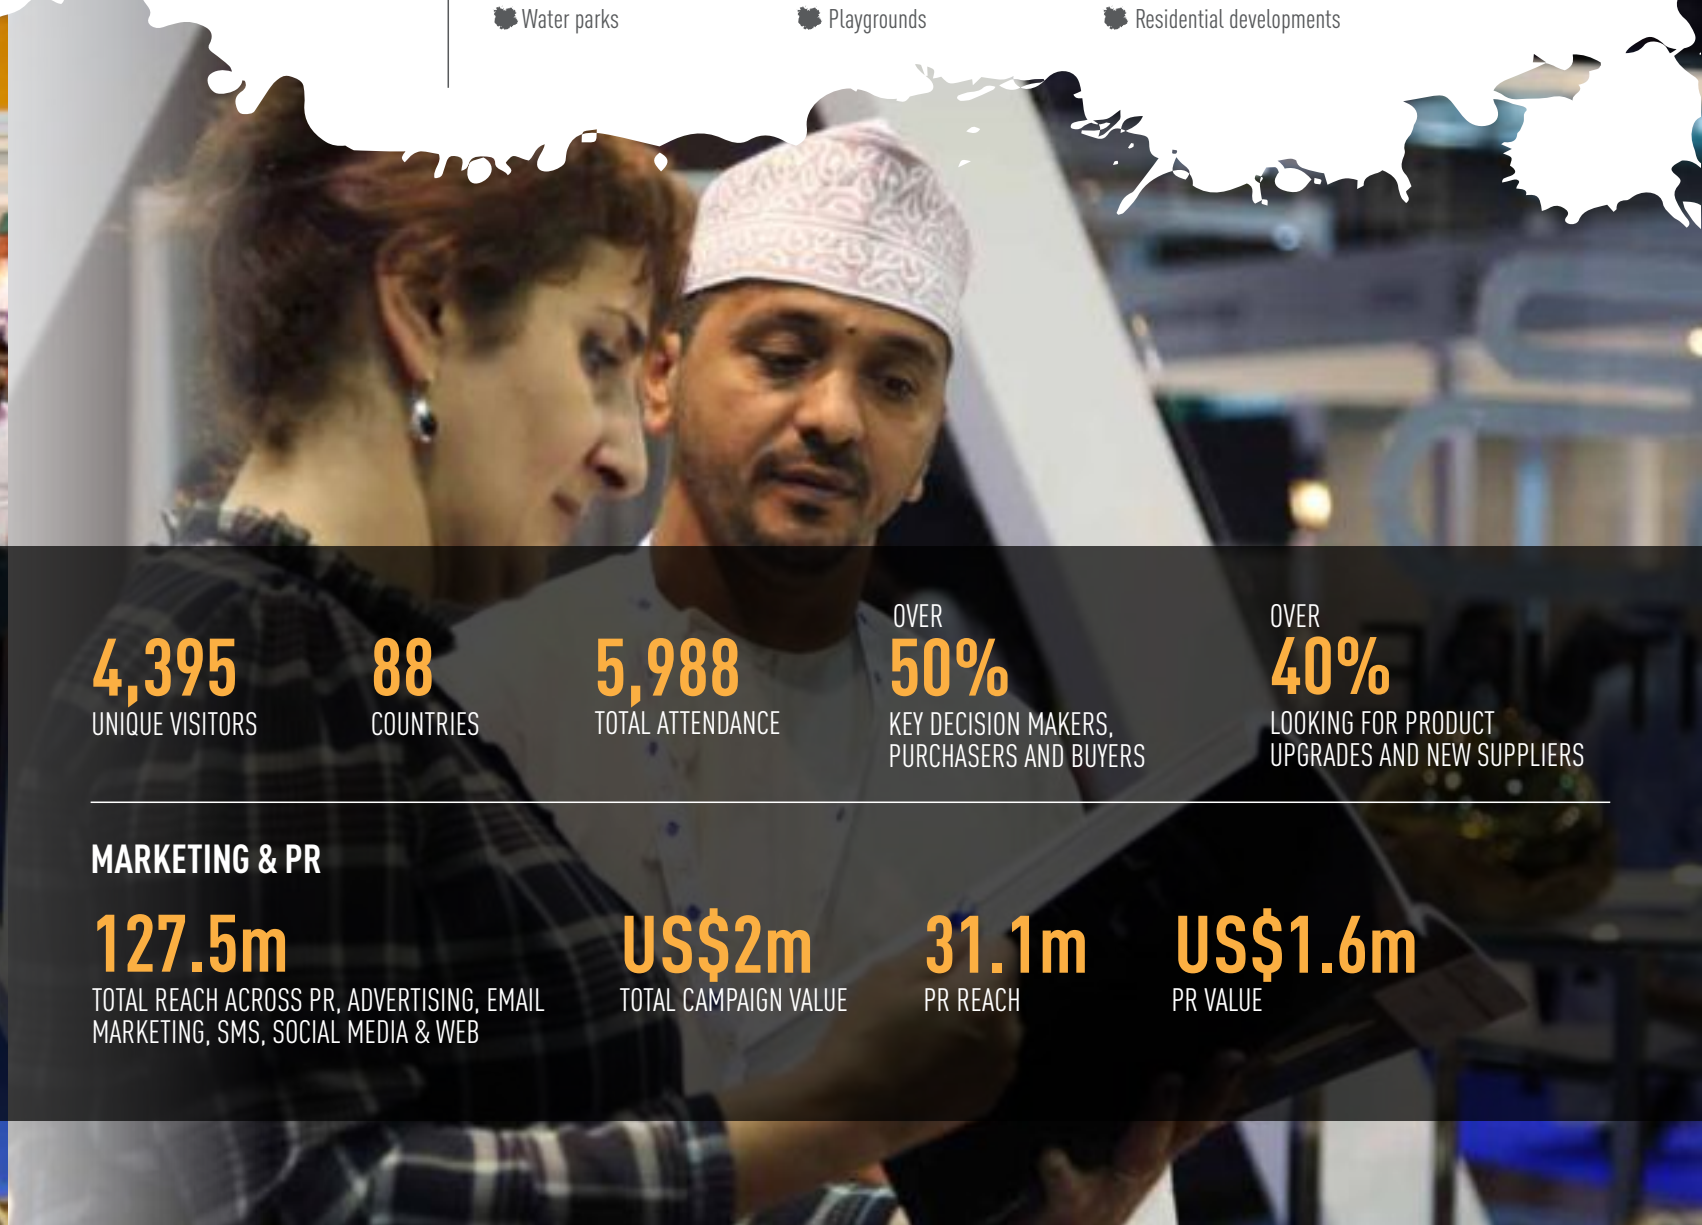 Water parks
Playgrounds
Residential developments
4,395
UNIQUE VISITORS
88
COUNTRIES
5,988
TOTAL ATTENDANCE
OVER
50%
KEY DECISION MAKERS,
PURCHASERS AND BUYERS
OVER
40%
LOOKING FOR PRODUCT
UPGRADES AND NEW SUPPLIERS
MARKETING & PR
127.5m
TOTAL REACH ACROSS PR, ADVERTISING, EMAIL
MARKETING, SMS, SOCIAL MEDIA & WEB
US$2m
TOTAL CAMPAIGN VALUE
31.1m
PR REACH
US$1.6m
PR VALUE